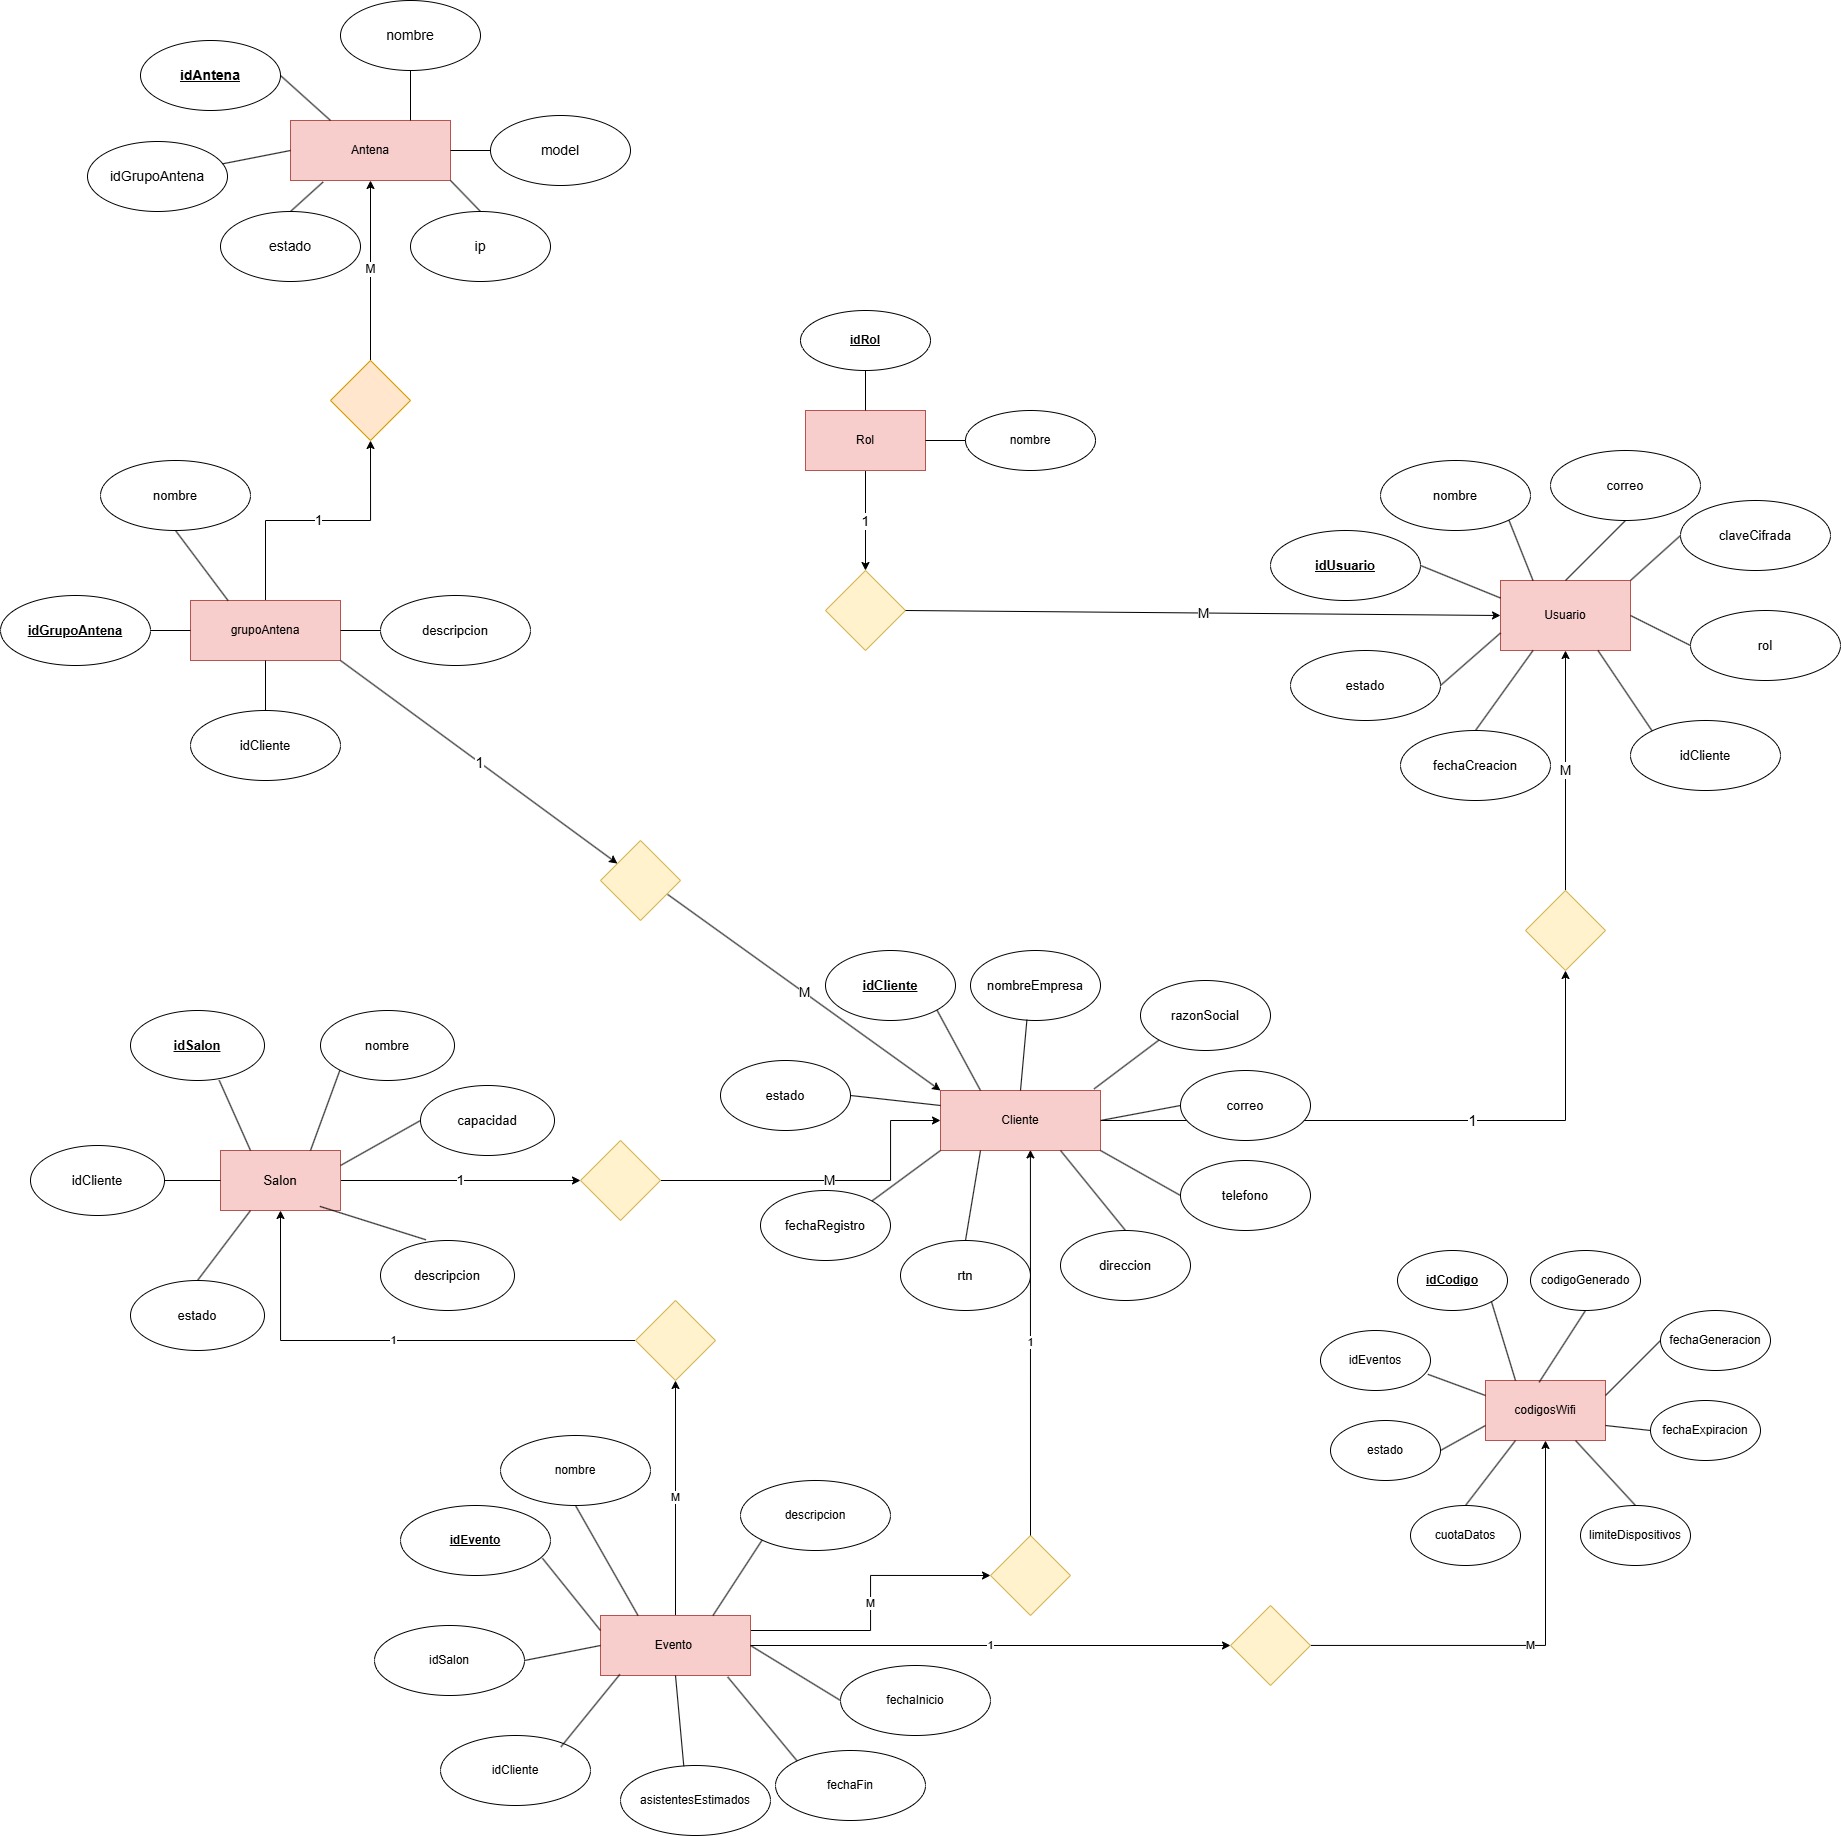 nombre
idAntena
Antena
model
idGrupoAntena
estado
ip
M
idRol
Rol
nombre
nombre
1
1
nombre
correo
claveCifrada
idUsuario
Usuario
M
rol
estado
fechaCreacion
idCliente
M
idGrupoAntena
grupoAntena
descripcion
idCliente
1
M
idCliente
nombreEmpresa
razonSocial
estado
Cliente
correo
1
telefono
fechaRegistro
rtn
direccion
idSalon
nombre
capacidad
idCliente
Salon
1
M
descripcion
estado
1
1
idCodigo
codigoGenerado
fechaGeneracion
idEventos
codigosWifi
fechaExpiracion
estado
cuotaDatos
limiteDispositivos
nombre
M
descripcion
idEvento
M
Evento
1
M
idSalon
fechaInicio
idCliente
asistentesEstimados
fechaFin